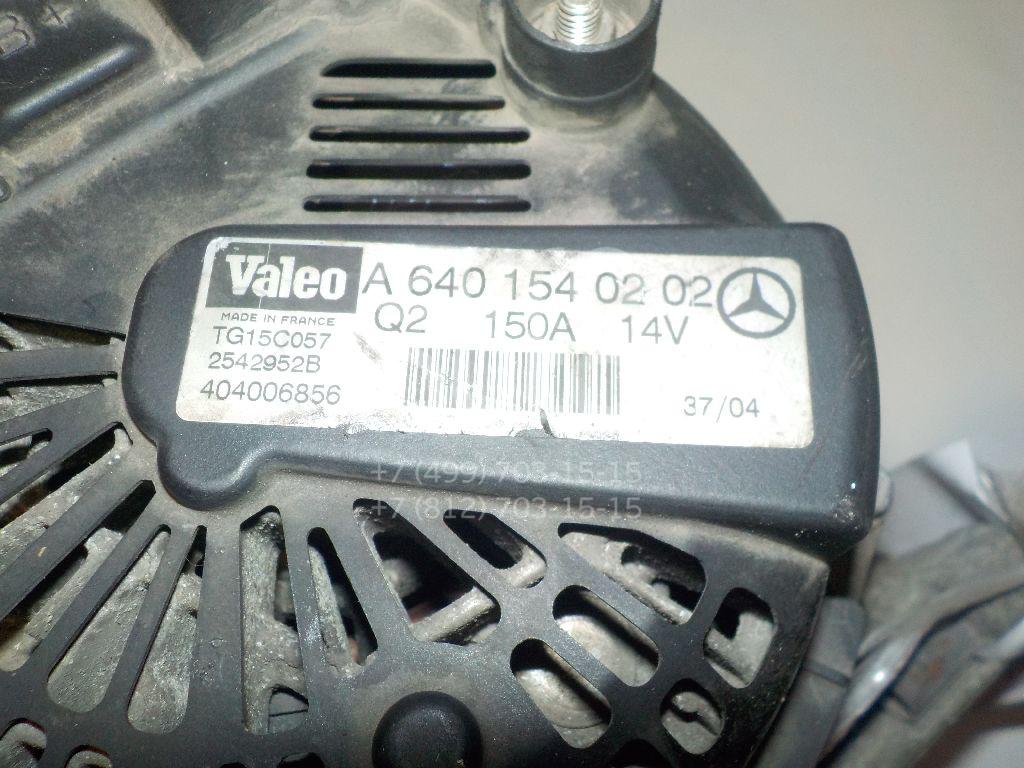 B+
Valeo A 640 154 02 02
MADE IN FRANCE Q2 150A 14V
TG15C057
2542952B
404006856 37/04
+7 (499) 703-15-15
+7 (812) 703-15-15